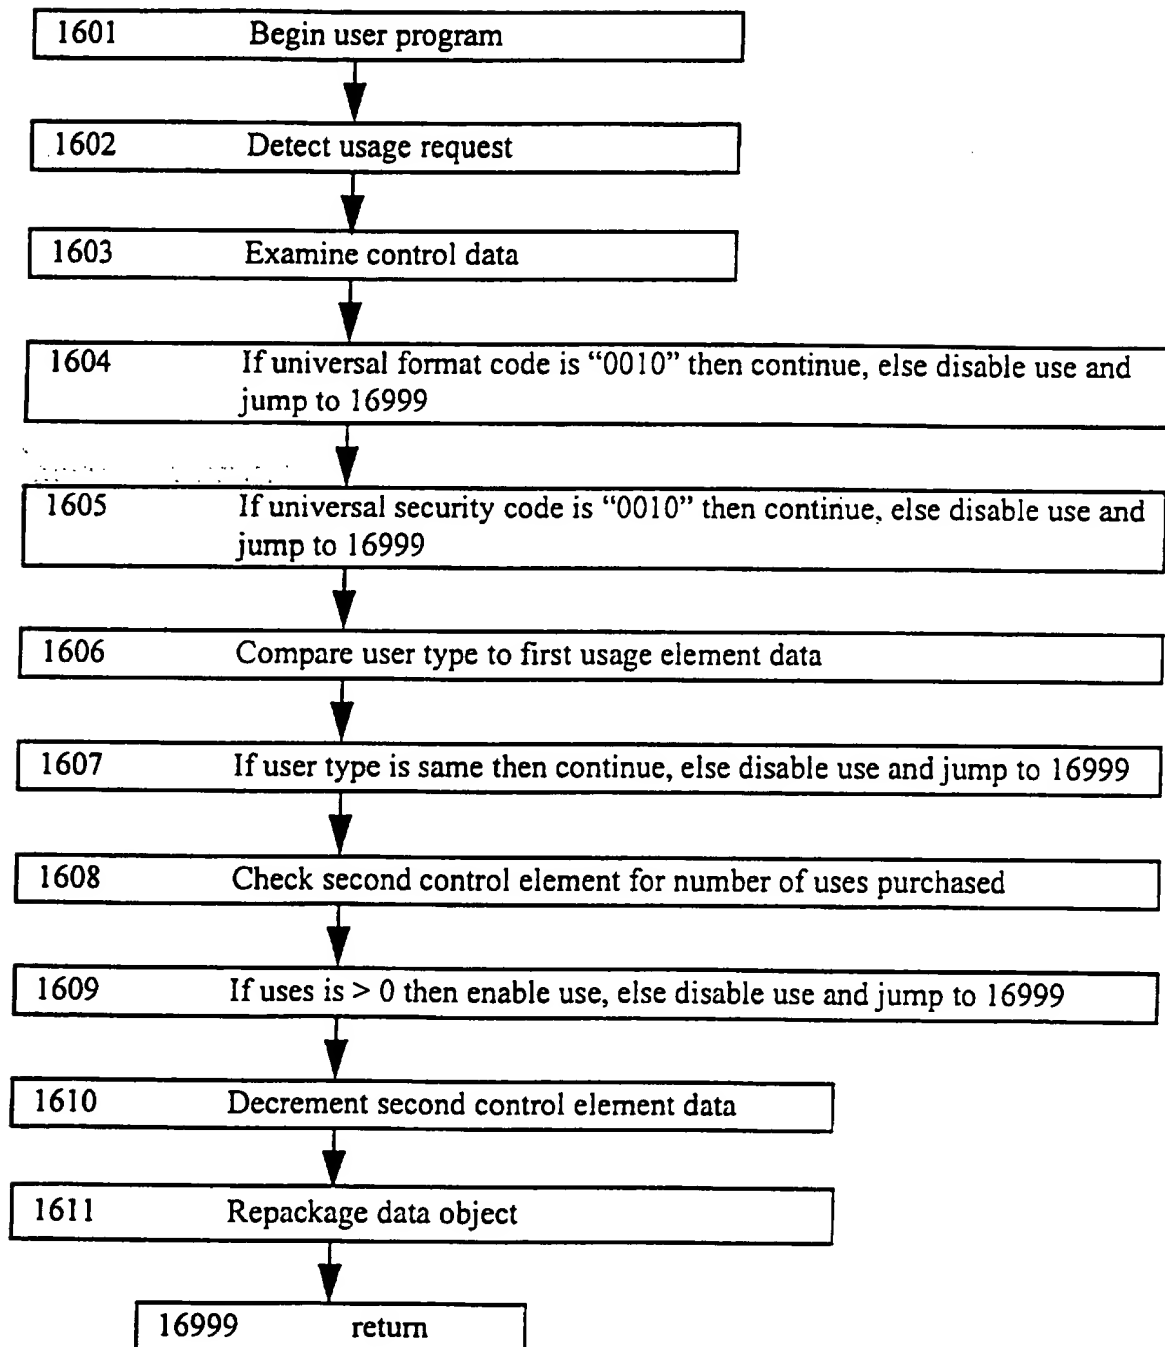 1601 Begin user program
1602 Detect usage request
1603 Examine control data
1604 If universal format code is “0010” then continue, else disable use and
jump to 16999
1605 If universal security code is “0010” then continue, else disable use and
jump to 16999
1606 Compare user type to first usage element data
1607 If user type is same then continue, else disable use and jump to 16999
1608 Check second control element for number of uses purchased
1609 If uses is > 0 then enable use, else disable use and jump to 16999
1610 Decrement second control element data
1611 Repackage data object
16999 return